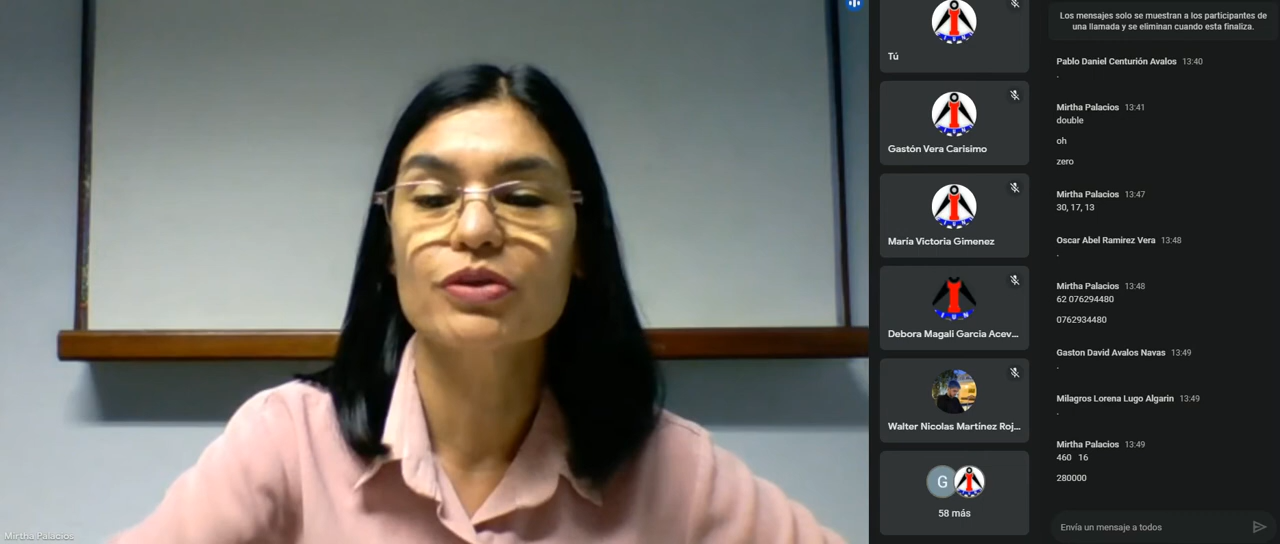 Mirtha Palacios
Tú
Gastón Vera Carisimo
María Victoria Gimenez
Debora Magali Garcia Acev...
Walter Nicolas Martínez Roj...
G
58 más
Los mensajes solo se muestran a los participantes de
una llamada y se eliminan cuando esta finaliza.
Pablo Daniel Centurión Avalos 13:40
.
Mirtha Palacios 13:41
double
oh
zero
Mirtha Palacios 13:47
30, 17, 13
Oscar Abel Ramirez Vera 13:48
.
Mirtha Palacios 13:48
62 076294480
0762934480
Gaston David Avalos Navas 13:49
.
Milagros Lorena Lugo Algarin 13:49
.
Mirtha Palacios 13:49
460 16
280000
Envía un mensaje a todos